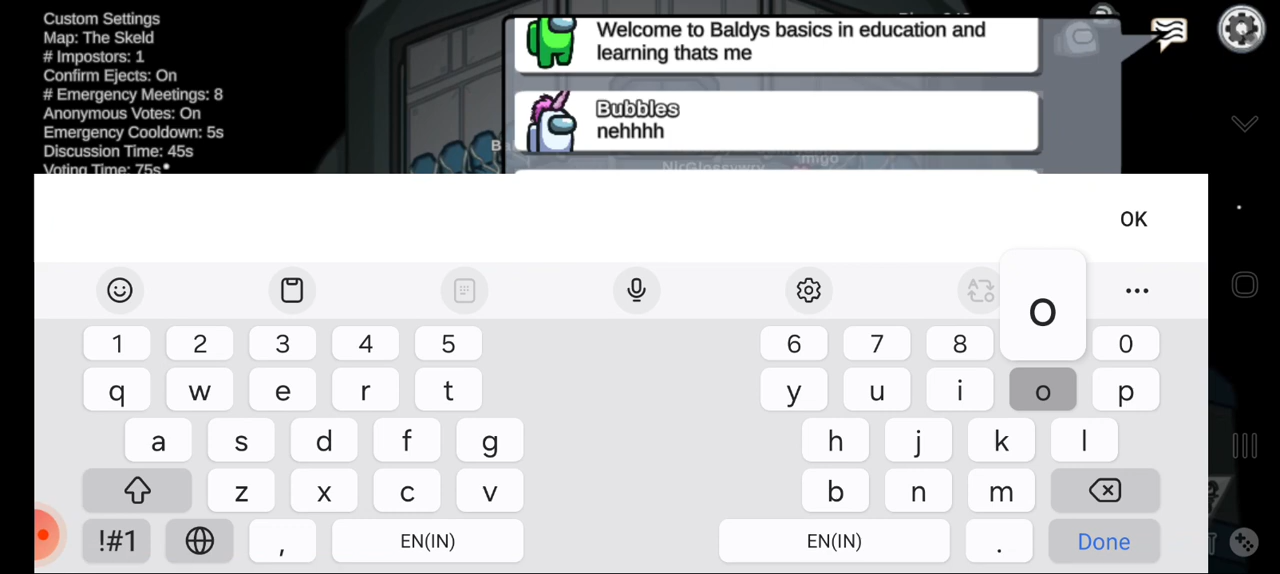 Custom Settings
Map: The Skeld
# Impostors: 1
Confirm Ejects: On
# Emergency Meetings: 8
Anonymous Votes: On
Emergency Cooldown: 5s
Discussion Time: 45s
Voting Time: 75s
Welcome to Baldys basics in education and
learning thats me
Bubbles
nehhhh
migo
OK
o
1 2 3 4 5 6 7 8 0
q w e r t y u i o p
a s d f g h j k l
z x c v b n m
!#1 , EN(IN) EN(IN) . Done